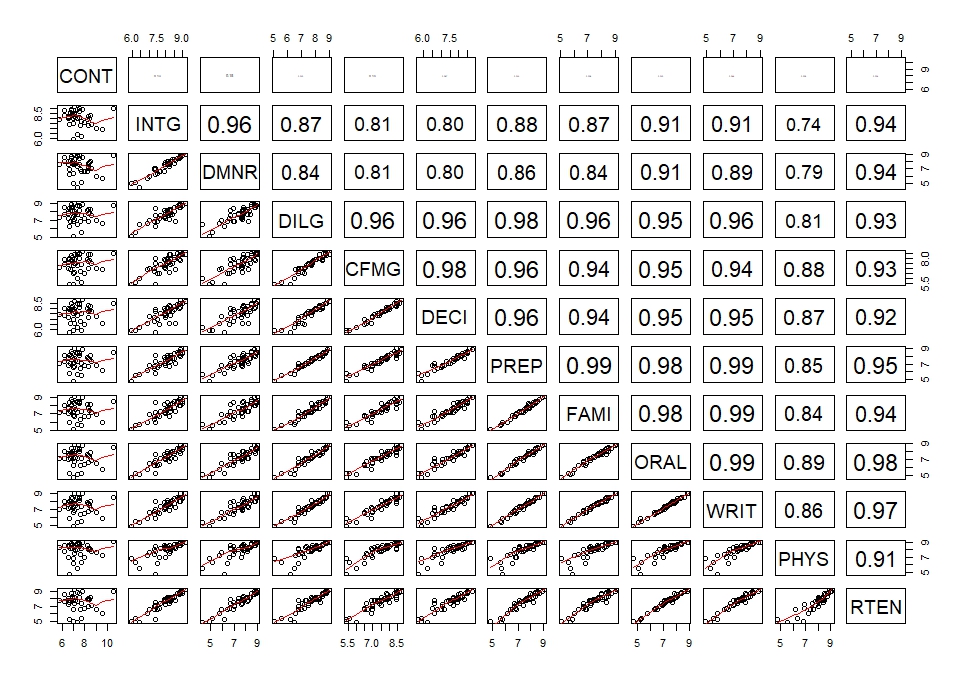 6.0 7.5 9.0 5 6 7 8 9 6.0 7.5 5 7 9 5 7 9 5 7 9
CONT 6 9
6.0 8.5 INTG 0.96 0.87 0.81 0.80 0.88 0.87 0.91 0.91 0.74 0.94
DMNR 0.84 0.81 0.80 0.86 0.84 0.91 0.89 0.79 0.94 5 9
5 9 DILG 0.96 0.96 0.98 0.96 0.95 0.96 0.81 0.93
CFMG 0.98 0.96 0.94 0.95 0.94 0.88 0.93 5.5 8.0
6.0 8.5 DECI 0.96 0.94 0.95 0.95 0.87 0.92
PREP 0.99 0.98 0.99 0.85 0.95 5 7 9
5 7 9 FAMI 0.98 0.99 0.84 0.94
ORAL 0.99 0.89 0.98 5 7 9
5 7 9 WRIT 0.86 0.97
PHYS 0.91 5 7 9
5 7 9 RTEN
6 8 10 5 7 9 5.5 7.0 8.5 5 7 9 5 7 9 5 7 9